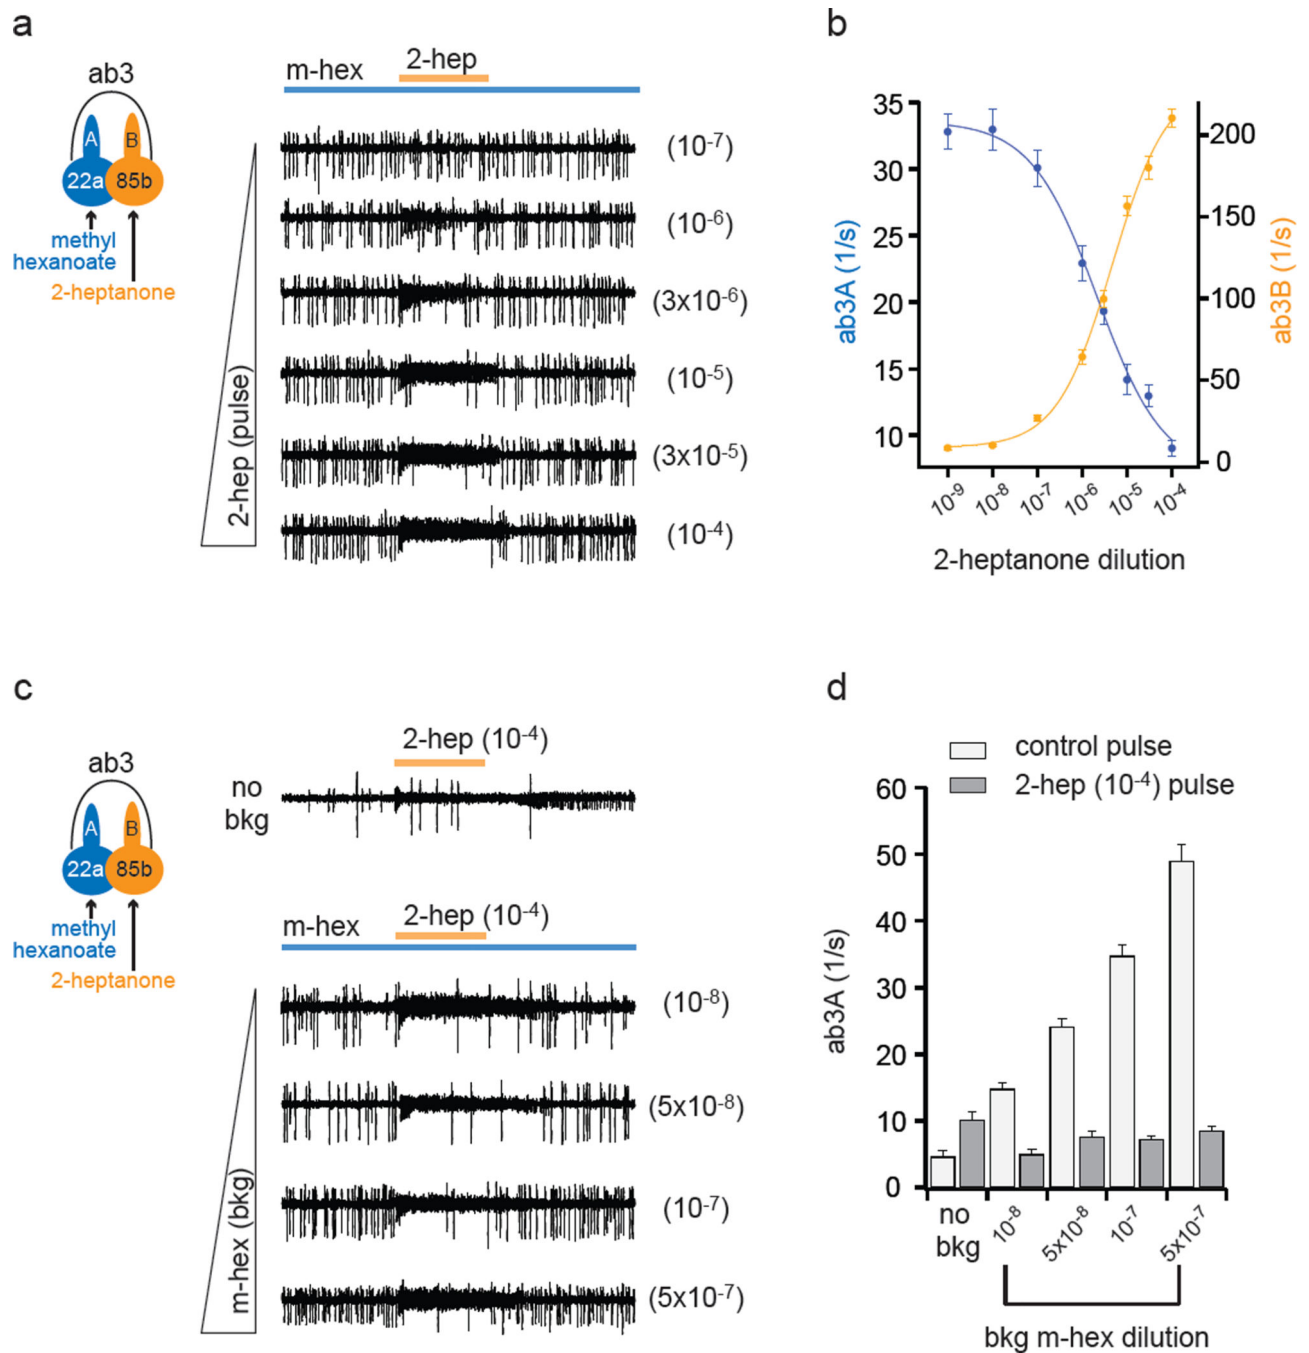 a
ab3
A B
22a 85b
methyl
hexanoate
2-heptanone
m-hex
2-hep
2-hep (pulse)
(10-7)
(10-6)
(3x10-6)
(10-5)
(3x10-5)
(10-4)
b
ab3A (1/s)
35
30
25
20
15
10
ab3B (1/s)
200
150
100
50
0
10-9 10-8 10-7 10-6 10-5 10-4
2-heptanone dilution
c
ab3
A B
22a 85b
methyl
hexanoate
2-heptanone
2-hep (10-4)
no
bkg
2-hep (10-4)
m-hex
m-hex (bkg)
(10-8)
(5x10-8)
(10-7)
(5x10-7)
d
control pulse
2-hep (10-4) pulse
ab3A (1/s)
60
50
40
30
20
10
0
no
bkg
10-8 5x10-8 10-7 5x10-7
bkg m-hex dilution